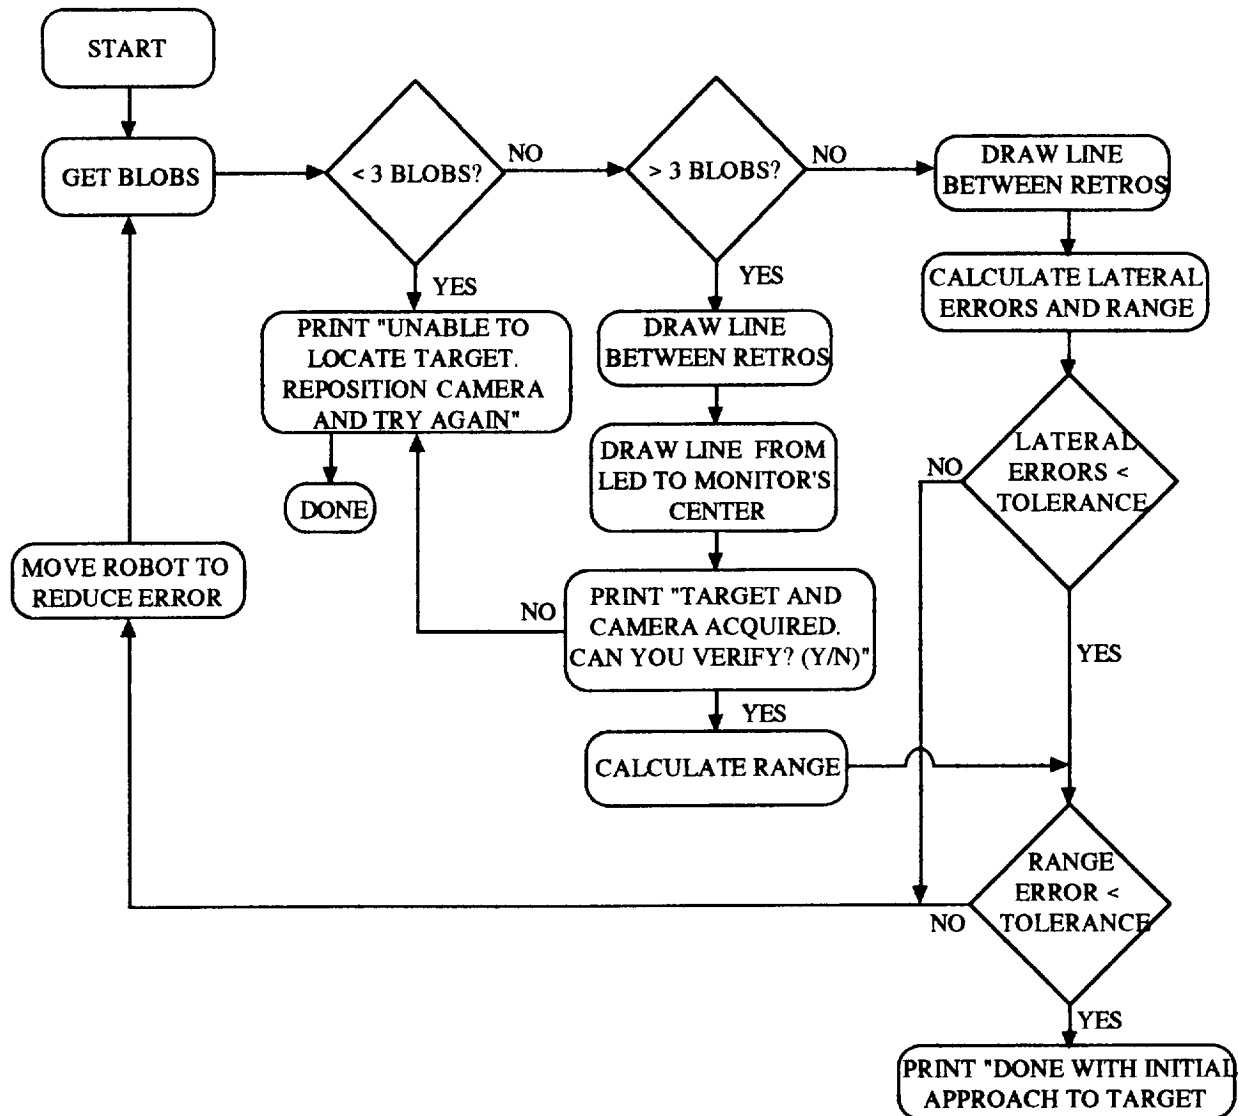 START
GET BLOBS
< 3 BLOBS?
NO
> 3 BLOBS?
NO
DRAW LINE
BETWEEN RETROS
YES
PRINT "UNABLE TO
LOCATE TARGET.
REPOSITION CAMERA
AND TRY AGAIN"
DONE
YES
DRAW LINE
BETWEEN RETROS
DRAW LINE FROM
LED TO MONITOR'S
CENTER
PRINT "TARGET AND
CAMERA ACQUIRED.
CAN YOU VERIFY? (Y/N)"
NO
YES
CALCULATE RANGE
CALCULATE LATERAL
ERRORS AND RANGE
LATERAL
ERRORS <
TOLERANCE
NO
YES
RANGE
ERROR <
TOLERANCE
NO
MOVE ROBOT TO
REDUCE ERROR
YES
PRINT "DONE WITH INITIAL
APPROACH TO TARGET